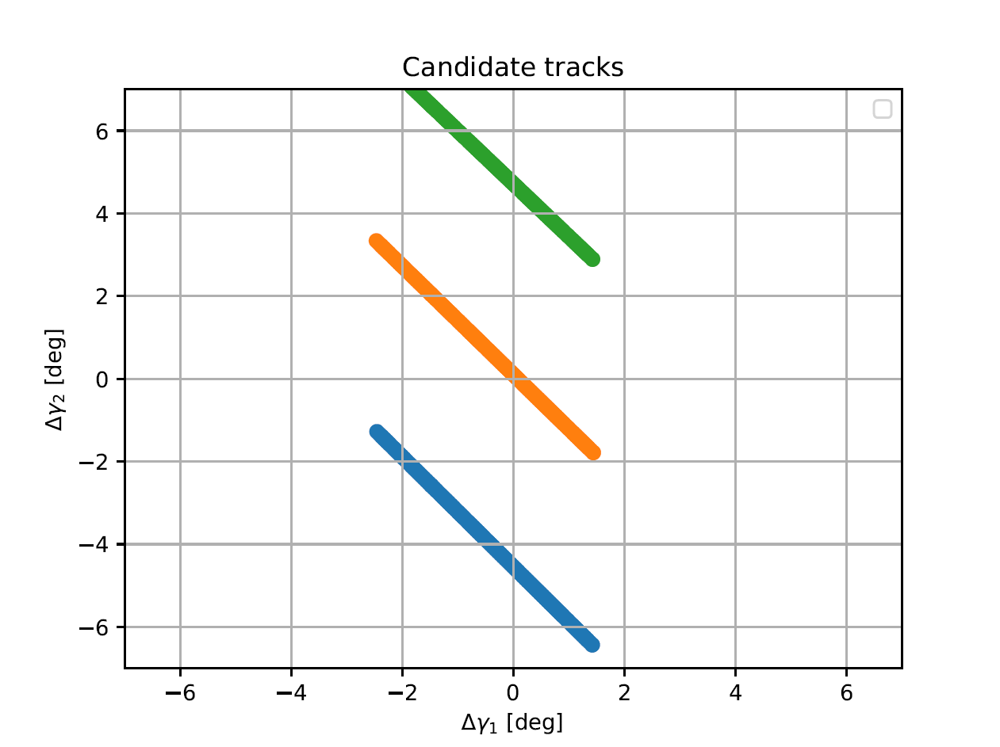 Candidate tracks
6
4
2
0
−2
−4
−6
Δγ₂ [deg]
−6 −4 −2 0 2 4 6
Δγ₁ [deg]